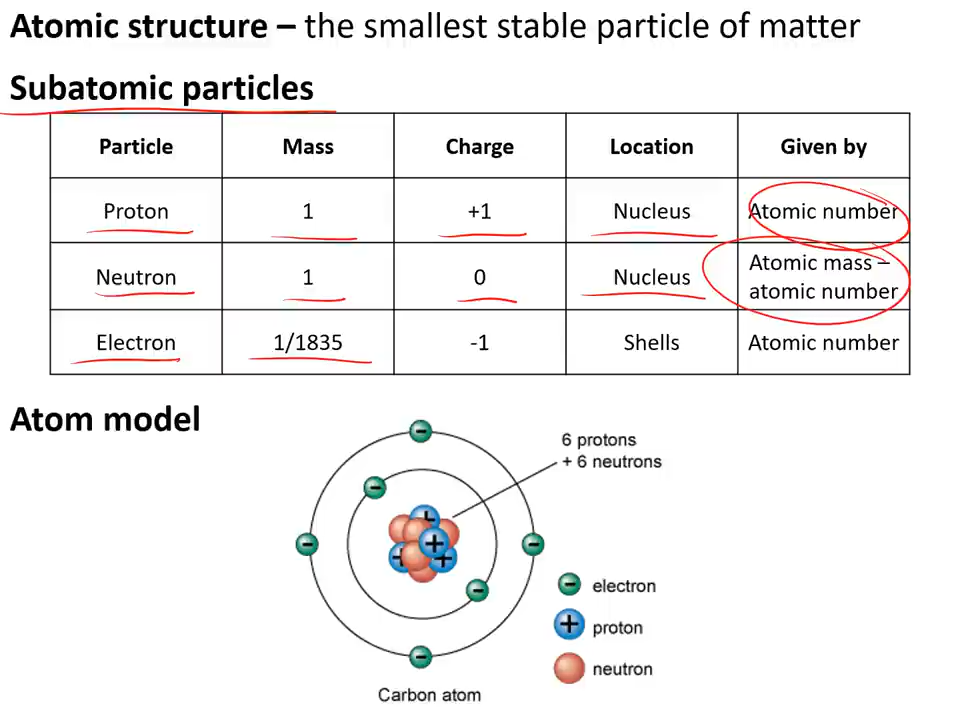 Atomic structure – the smallest stable particle of matter
Subatomic particles
Particle Mass Charge Location Given by
Proton 1 +1 Nucleus Atomic number
Neutron 1 0 Nucleus Atomic mass –
atomic number
Electron 1/1835 -1 Shells Atomic number
Atom model
6 protons
+ 6 neutrons
electron
proton
neutron
Carbon atom